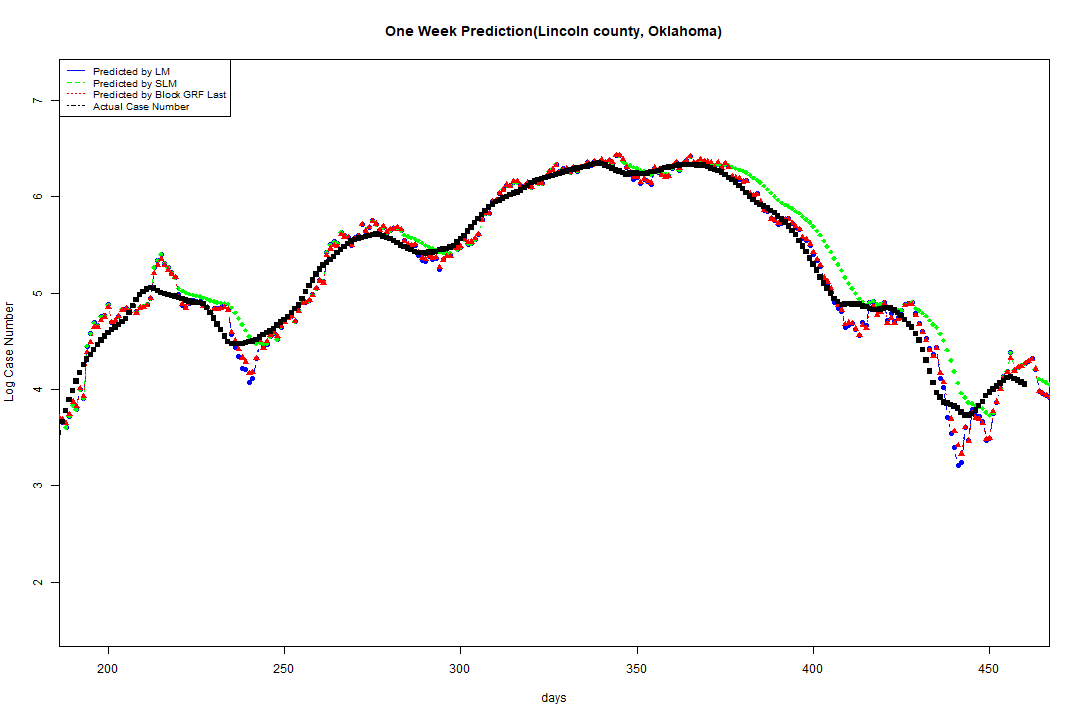 One Week Prediction(Lincoln county, Oklahoma)
Predicted by LM
Predicted by SLM
Predicted by Block GRF Last
Actual Case Number
7
6
5
4
3
2
Log Case Number
200 250 300 350 400 450
days